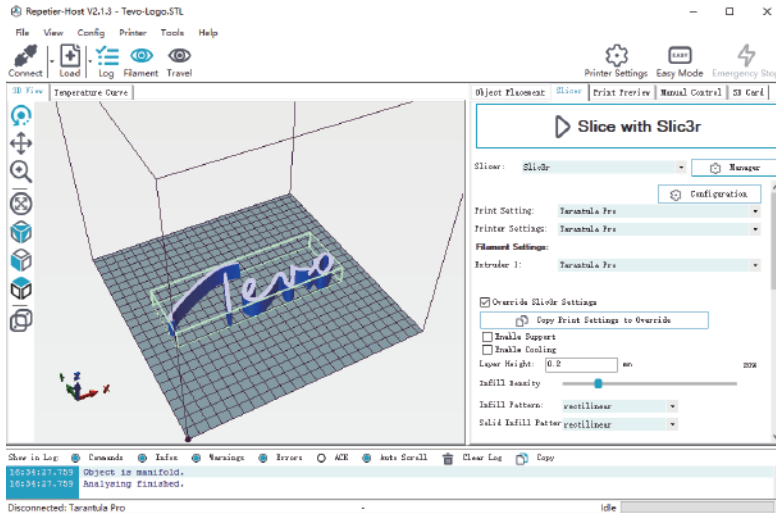 Repetier-Host V2.1.3 - Tevo-Logo.STL
File View Config Printer Tools Help
Connect Load Log Filament Travel Printer Settings Easy Mode Emergency Stop
EASY
3D View Temperature Curve Object Placement Slicer Print Preview Manual Control SD Card
Slice with Slic3r
Slicer: Slic3r Manager
Configuration
Print Setting: Tarantula Pro
Printer Settings: Tarantula Pro
Filament Settings:
Extruder 1: Tarantula Pro
Tevo
Override Slic3r Settings
Copy Print Settings to Override
Enable Support
Enable Cooling
Layer Height: 0.2 mm 20%
Infill Density
Infill Pattern: rectilinear
Solid Infill Patter rectilinear
Show in Log: Commands Infos Warnings Errors ACK Auto Scroll Clear Log Copy
16:34:27.759 Object is manifold.
16:34:27.759 Analysing finished.
Disconnected: Tarantula Pro - Idle